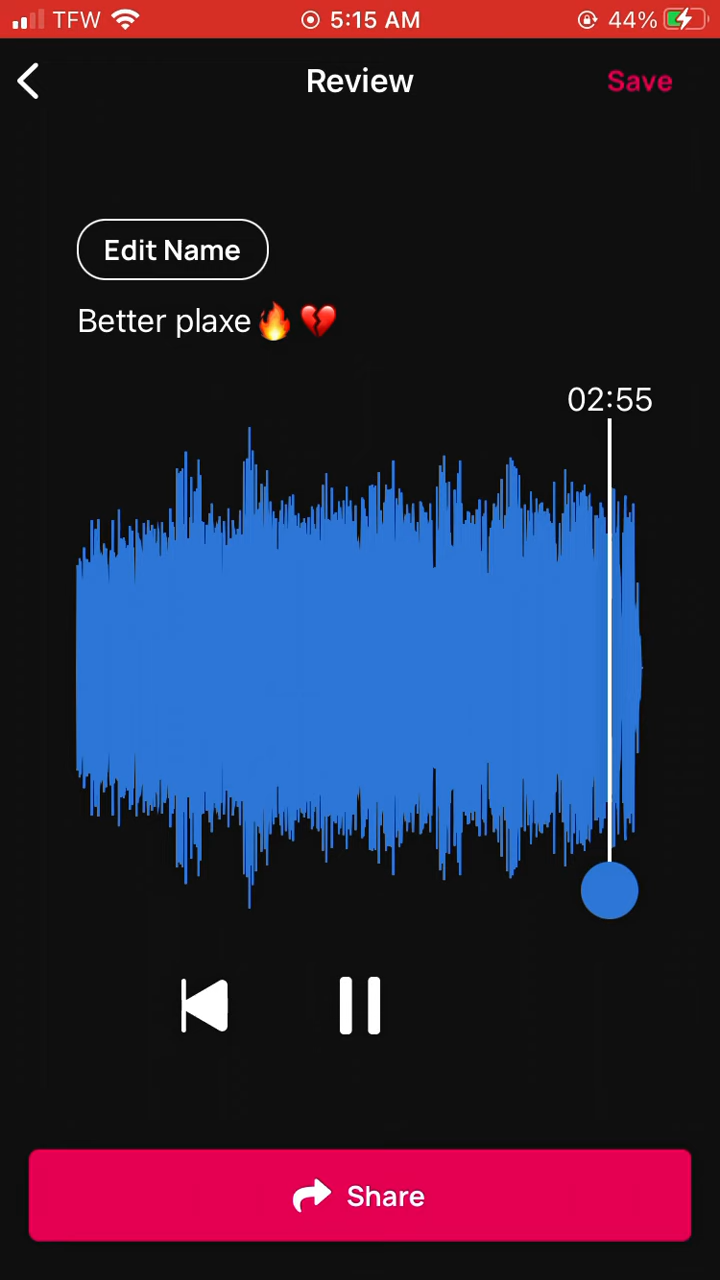 TFW 5:15 AM 44%
Review Save
Edit Name
Better plaxe🔥💔
02:55
Share